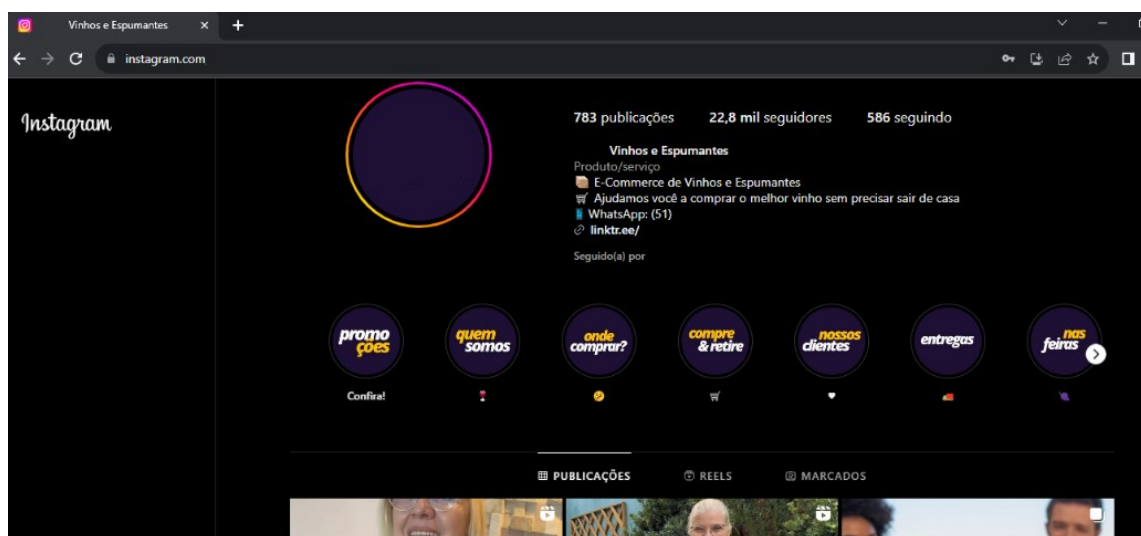 Vinhos e Espumantes
instagram.com
Instagram
783 publicações 22,8 mil seguidores 586 seguindo
Vinhos e Espumantes
Produto/serviço
E-Commerce de Vinhos e Espumantes
Ajudamos você a comprar o melhor vinho sem precisar sair de casa
WhatsApp: (51)
linktr.ee/
Seguido(a) por
promo
ções
quem
somos
onde
comprar?
compre
& retire
nossos
clientes
entregas
nas
feiras
Confira!
PUBLICAÇÕES REELS MARCADOS